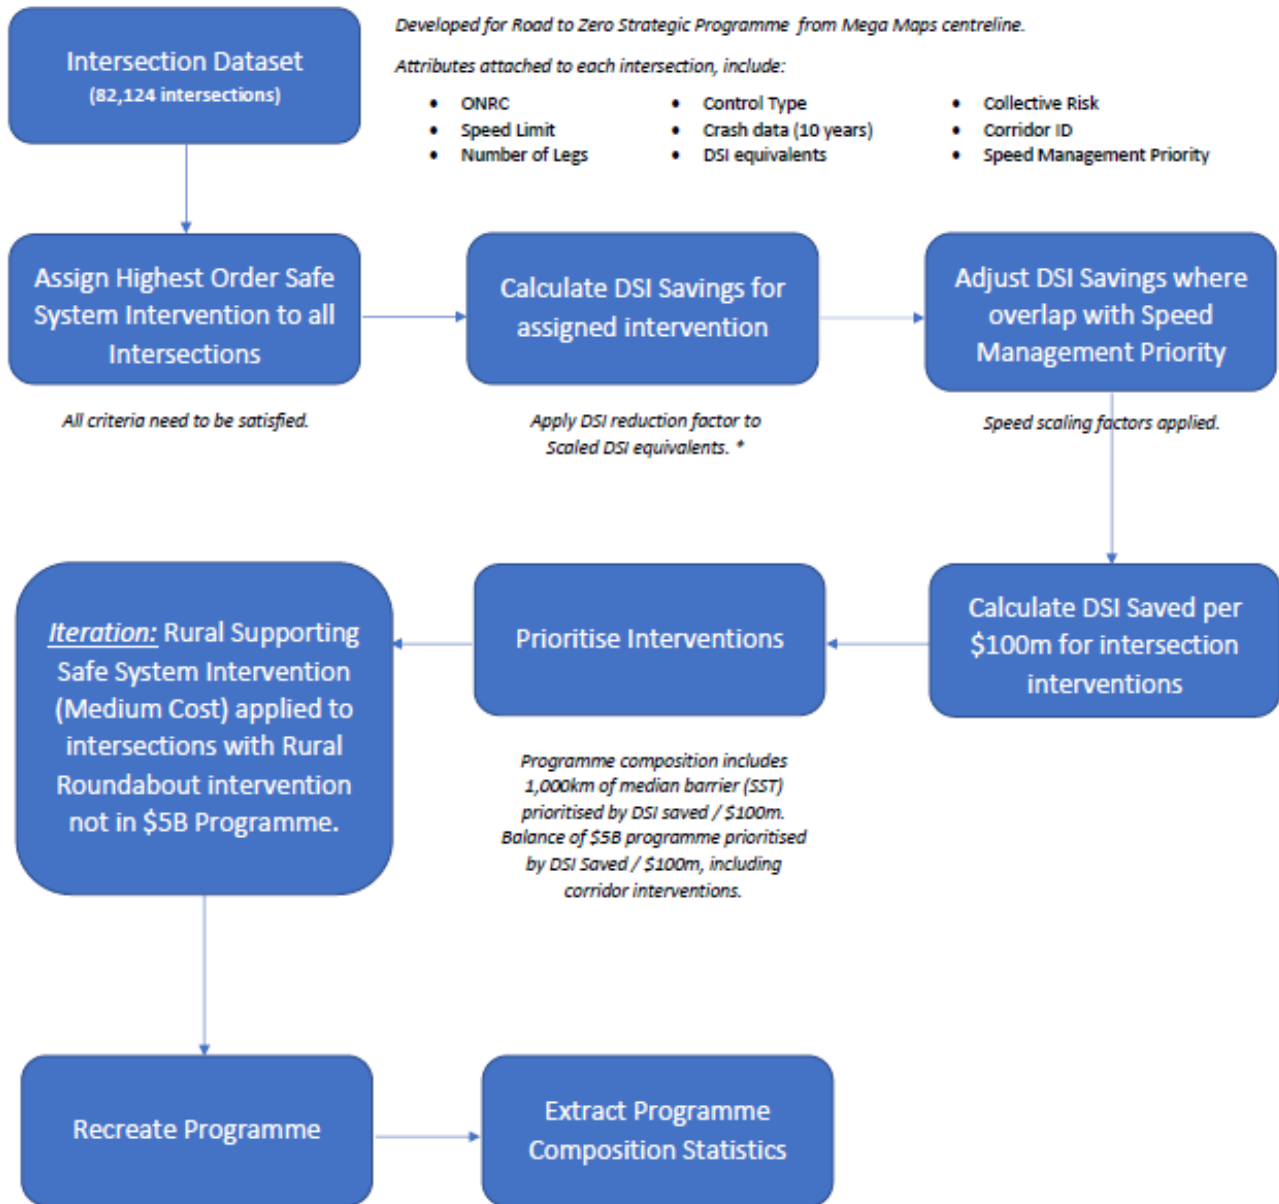 Intersection Dataset
(82,124 intersections)
Developed for Road to Zero Strategic Programme from Mega Maps centreline.
Attributes attached to each intersection, include:
• ONRC
• Speed Limit
• Number of Legs
• Control Type
• Crash data (10 years)
• DSI equivalents
• Collective Risk
• Corridor ID
• Speed Management Priority
Assign Highest Order Safe
System Intervention to all
Intersections
All criteria need to be satisfied.
Calculate DSI Savings for
assigned intervention
Apply DSI reduction factor to
Scaled DSI equivalents. *
Adjust DSI Savings where
overlap with Speed
Management Priority
Speed scaling factors applied.
Calculate DSI Saved per
$100m for intersection
interventions
Prioritise Interventions
Programme composition includes
1,000km of median barrier (SST)
prioritised by DSI saved / $100m.
Balance of $5B programme prioritised
by DSI Saved / $100m, including
corridor interventions.
Iteration: Rural Supporting
Safe System Intervention
(Medium Cost) applied to
intersections with Rural
Roundabout intervention
not in $5B Programme.
Recreate Programme
Extract Programme
Composition Statistics